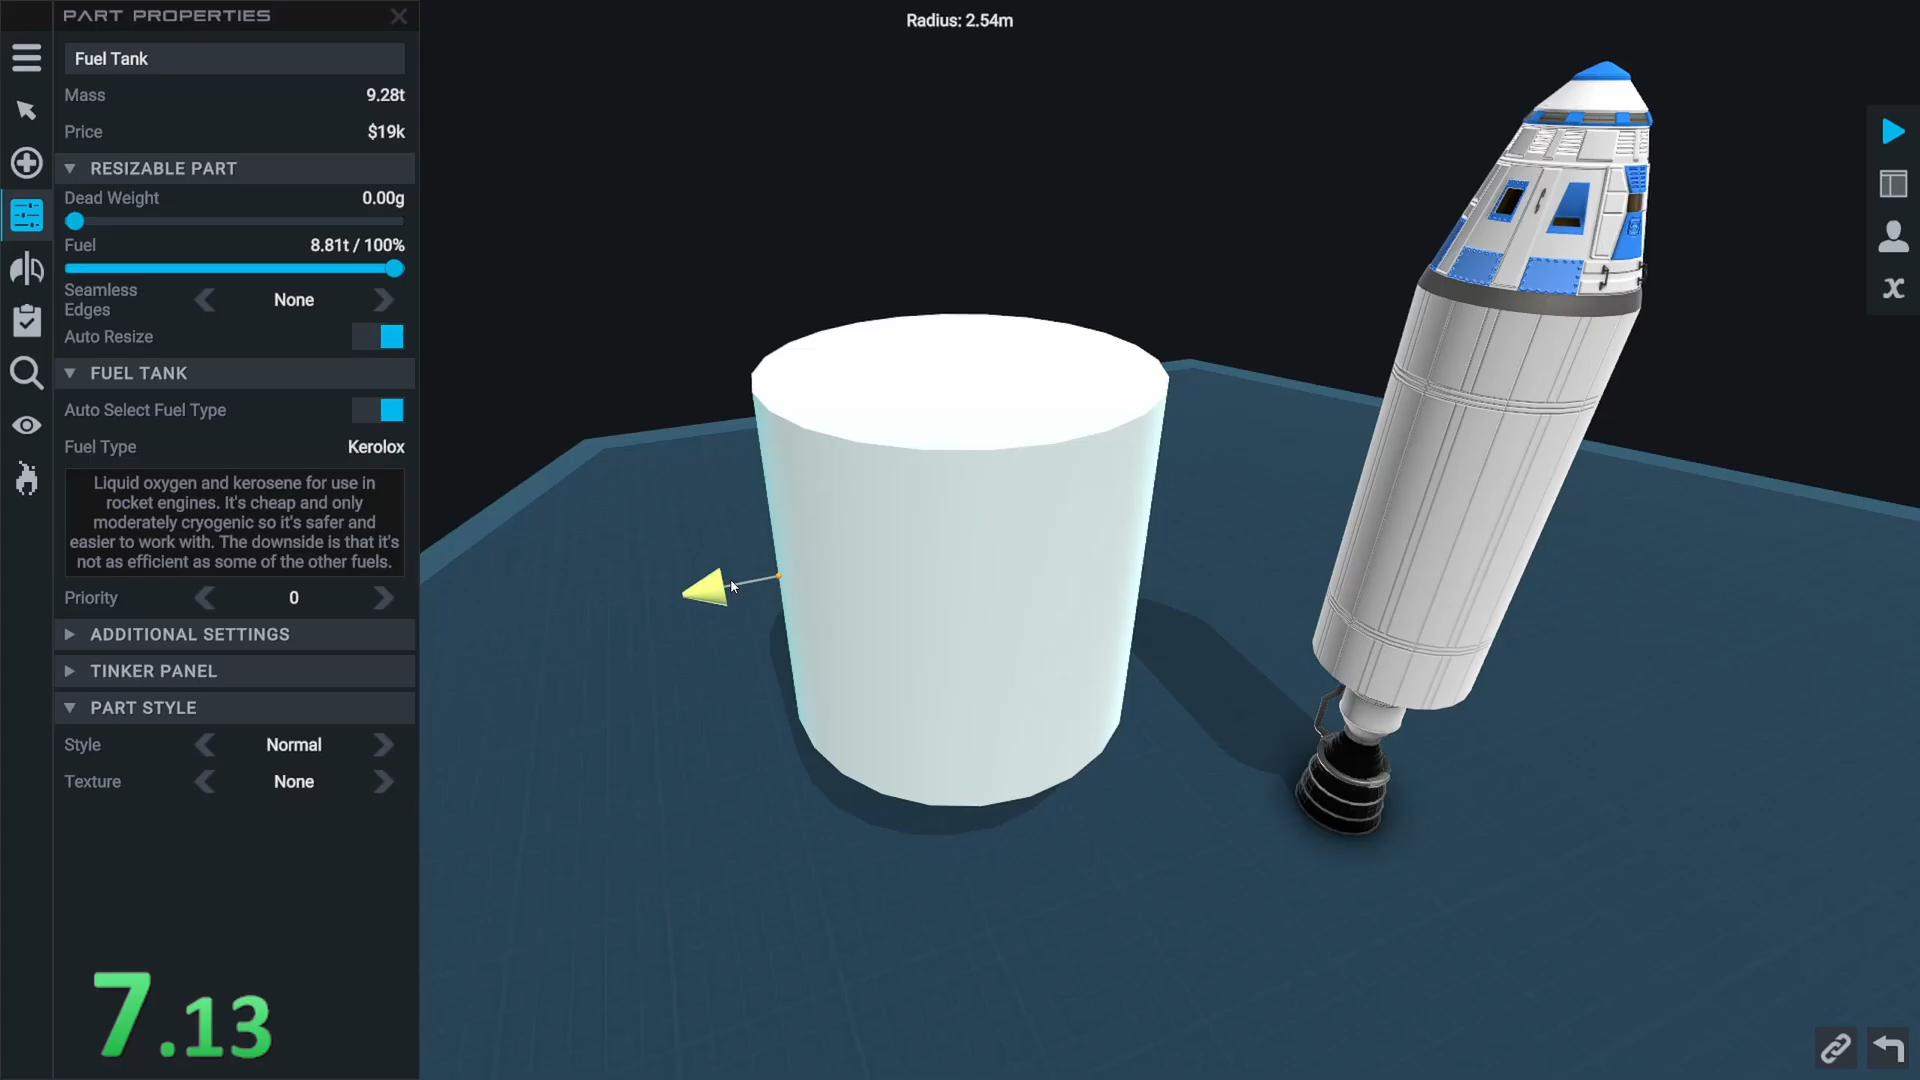 PART PROPERTIES
Radius: 2.54m
Fuel Tank
Mass 9.28t
Price $19k
RESIZABLE PART
Dead Weight 0.00g
Fuel 8.81t / 100%
Seamless
Edges
None
Auto Resize
FUEL TANK
Auto Select Fuel Type
Fuel Type Kerolox
Liquid oxygen and kerosene for use in
rocket engines. It's cheap and only
moderately cryogenic so it's safer and
easier to work with. The downside is that it's
not as efficient as some of the other fuels.
Priority 0
ADDITIONAL SETTINGS
TINKER PANEL
PART STYLE
Style Normal
Texture None
7.13
x